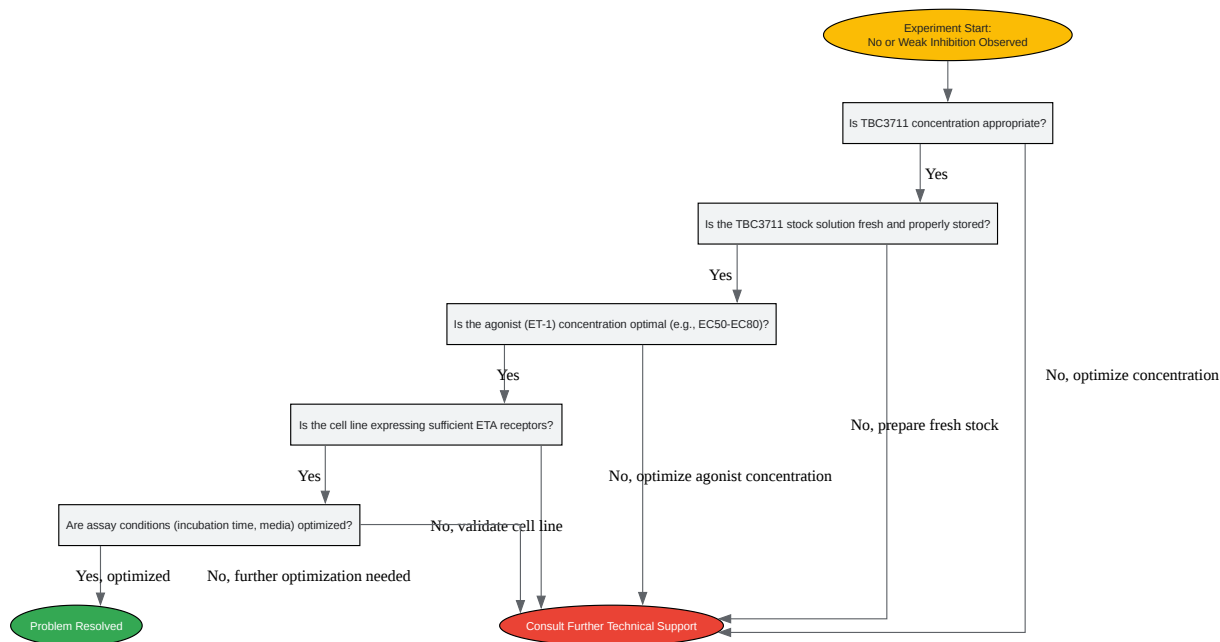 Experiment Start:
No or Weak Inhibition Observed
Is TBC3711 concentration appropriate?
Yes
Is the TBC3711 stock solution fresh and properly stored?
Yes
Is the agonist (ET-1) concentration optimal (e.g., EC50-EC80)?
Yes
No, optimize concentration
Is the cell line expressing sufficient ETA receptors?
No, prepare fresh stock
Yes
No, optimize agonist concentration
Are assay conditions (incubation time, media) optimized?
No, validate cell line
Yes, optimized
No, further optimization needed
Problem Resolved
Consult Further Technical Support